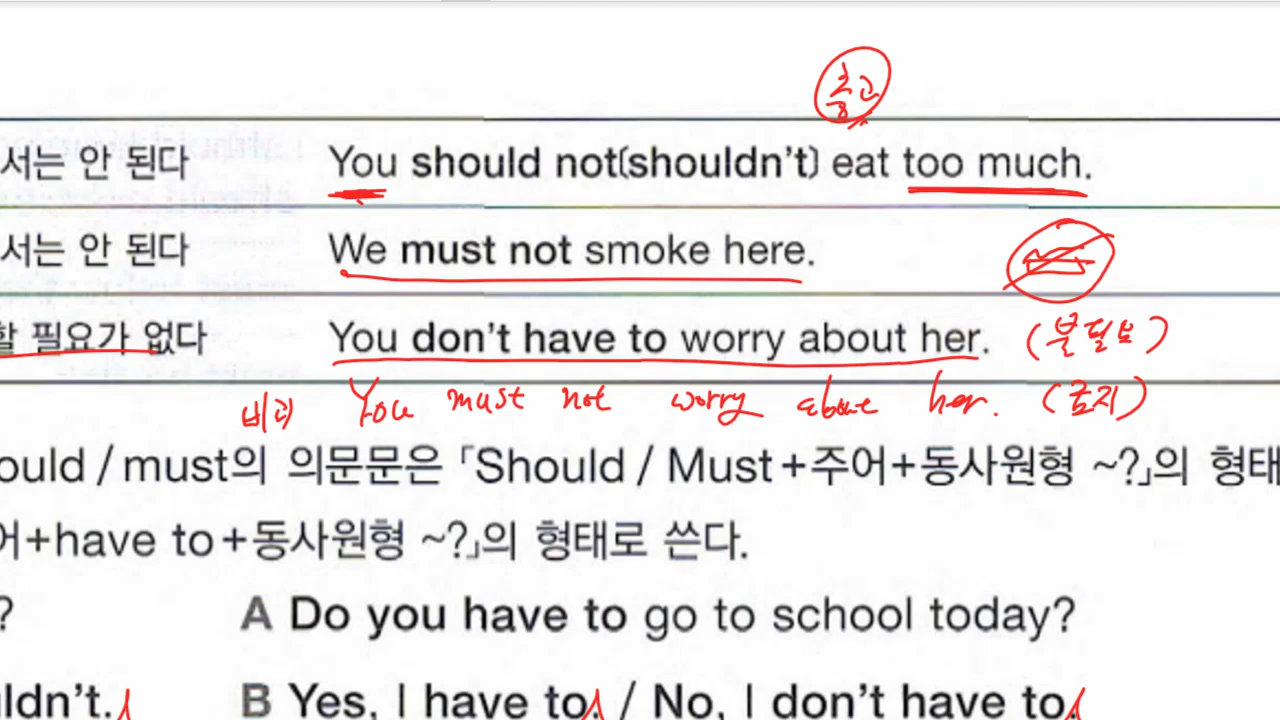 충고
서는 안 된다 You should not(shouldn't) eat too much.
서는 안 된다 We must not smoke here.
할 필요가 없다 You don't have to worry about her. (불필요)
비교 You must not worry about her. (금지)
ould / must의 의문문은 「Should / Must+주어+동사원형 ~?」의 형태
어+have to+동사원형 ~?」의 형태로 쓴다.
? A Do you have to go to school today?
ldn't. B Yes, I have to. / No, I don't have to.